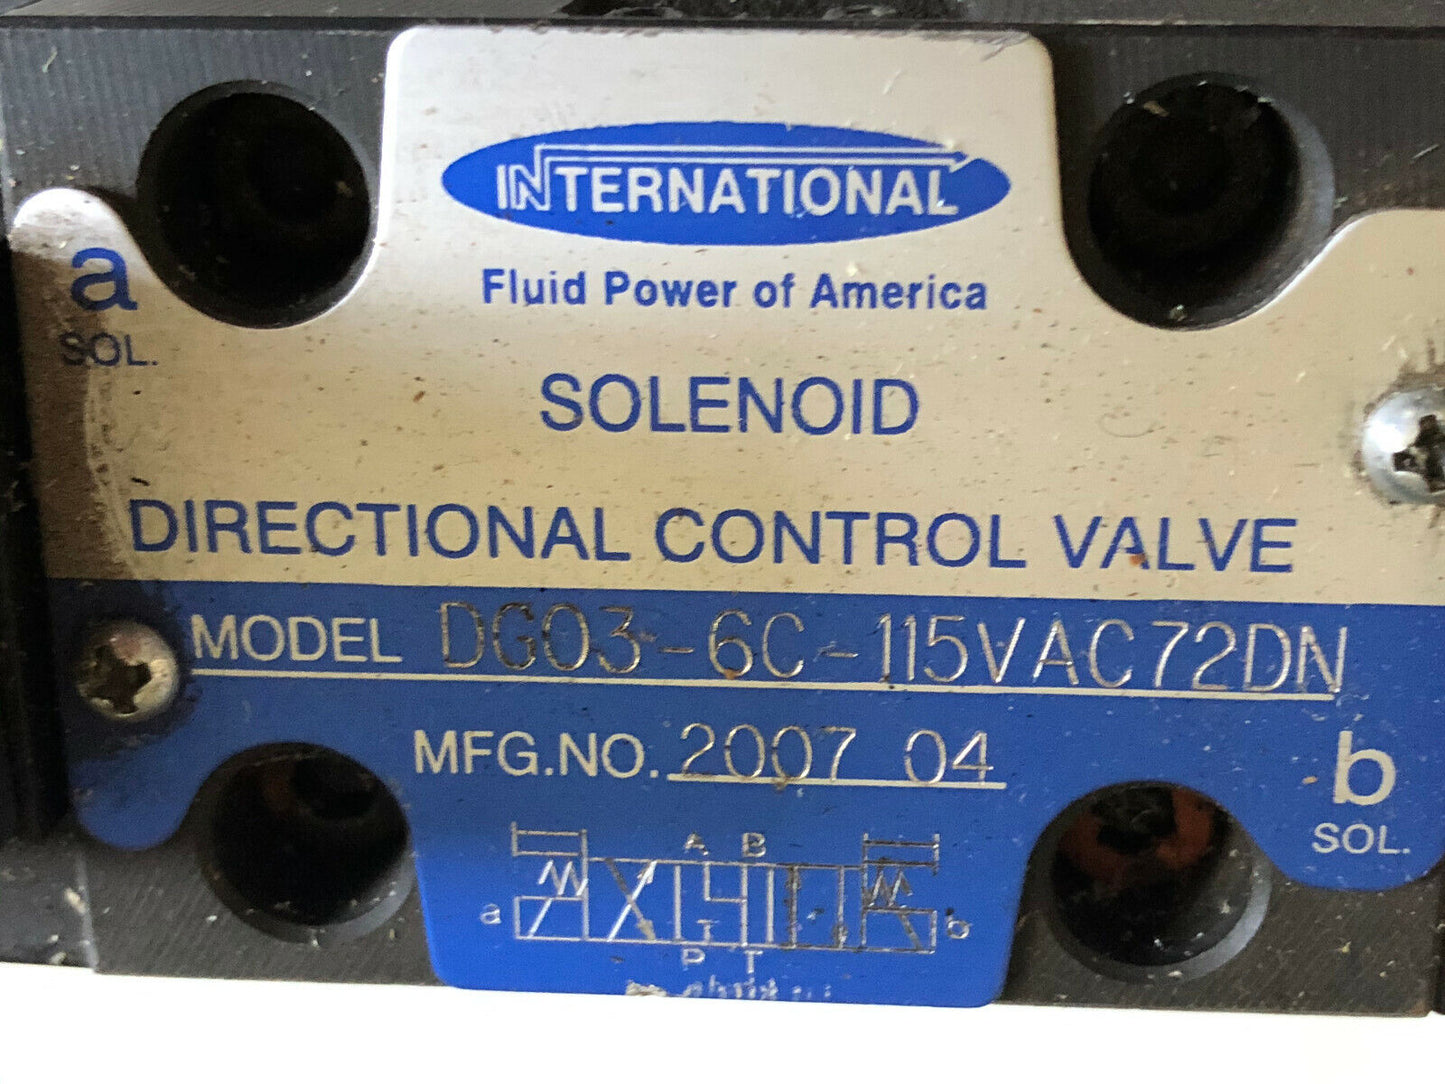 INTERNATIONAL
Fluid Power of America
a
SOL.
SOLENOID
DIRECTIONAL CONTROL VALVE
MODEL DG03-6C-115VAC72DN
MFG.NO. 2007 04
b
SOL.
A B
a
b
P T